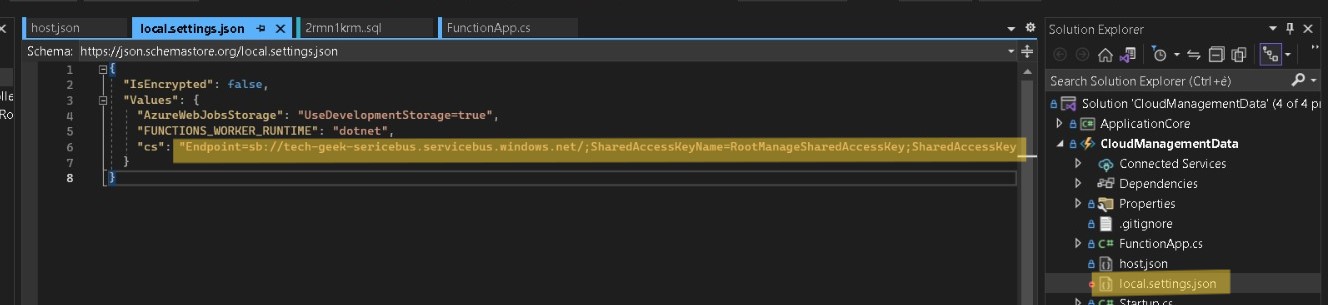 host.json
local.settings.json
2rmn1krm..sql
FunctionApp.cs
Schema: https://json.schemastore.org/local.settings.json
1 {
2 "IsEncrypted": false,
3 "Values": {
4 "AzureWebJobsStorage": "UseDevelopmentStorage=true",
5 "FUNCTIONS_WORKER_RUNTIME": "dotnet",
6 "cs": "Endpoint=sb://tech-geek-sericebus.servicebus.windows.net/;SharedAccessKeyName=RootManageSharedAccessKey;SharedAccessKey
7 }
8 }
Solution Explorer
Search Solution Explorer (Ctrl+è)
Solution 'CloudManagementData' (4 of 4 p
ApplicationCore
CloudManagementData
Connected Services
Dependencies
Properties
.gitignore
FunctionApp.cs
host.json
local.settings.json
Startup.cs